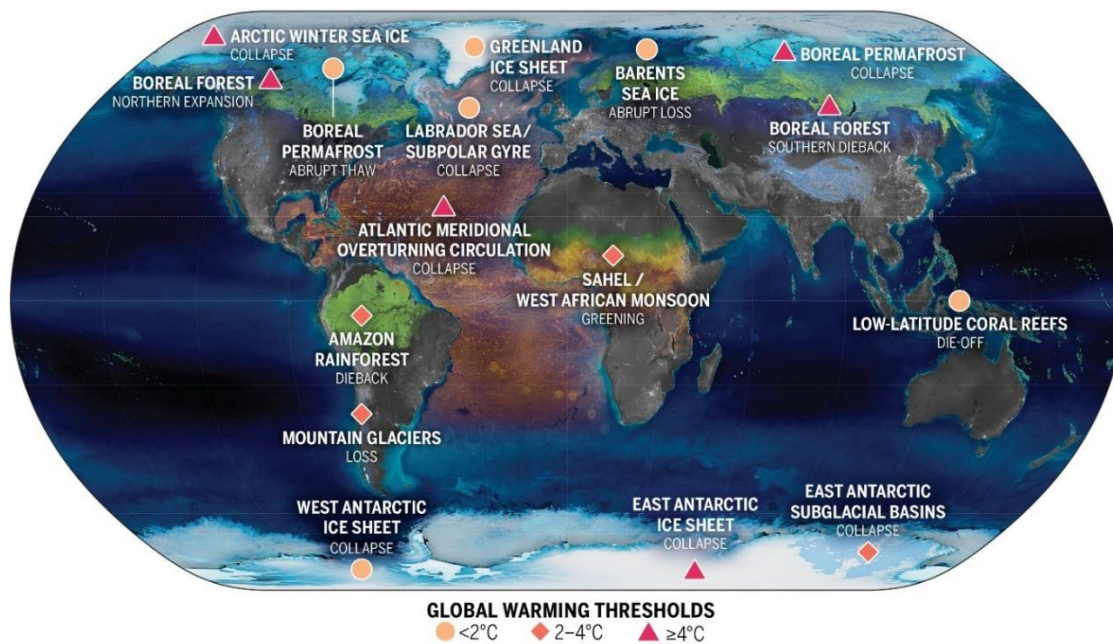 ARCTIC WINTER SEA ICE
COLLAPSE
BOREAL FOREST
NORTHERN EXPANSION
BOREAL
PERMAFROST
ABRUPT THAW
GREENLAND
ICE SHEET
COLLAPSE
LABRADOR SEA/
SUBPOLAR GYRE
COLLAPSE
BARENTS
SEA ICE
ABRUPT LOSS
BOREAL PERMAFROST
COLLAPSE
BOREAL FOREST
SOUTHERN DIEBACK
ATLANTIC MERIDIONAL
OVERTURNING CIRCULATION
COLLAPSE
SAHEL /
WEST AFRICAN MONSOON
GREENING
LOW-LATITUDE CORAL REEFS
DIE-OFF
AMAZON
RAINFOREST
DIEBACK
MOUNTAIN GLACIERS
LOSS
WEST ANTARCTIC
ICE SHEET
COLLAPSE
EAST ANTARCTIC
ICE SHEET
COLLAPSE
EAST ANTARCTIC
SUBGLACIAL BASINS
COLLAPSE
GLOBAL WARMING THRESHOLDS
<2°C 2–4°C ≥4°C